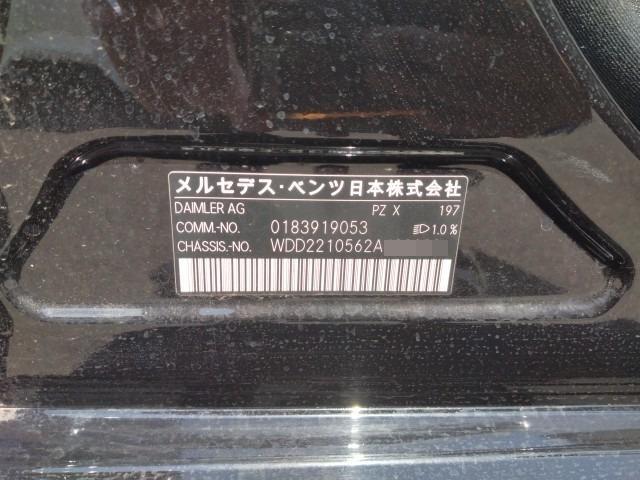 メルセデス・ベンツ日本株式会社
DAIMLER AG PZ X 197
COMM.-NO. 0183919053 1.0 %
CHASSIS.-NO. WDD2210562A